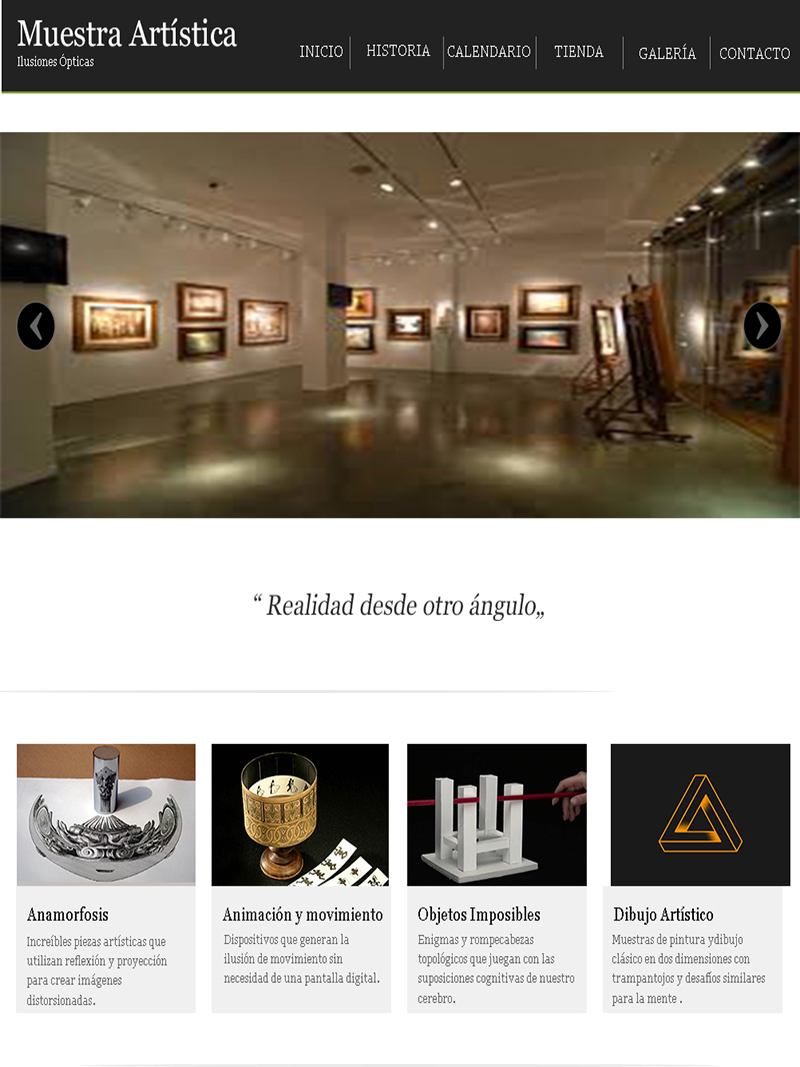 Muestra Artística
Ilusiones Ópticas
INICIO
HISTORIA
CALENDARIO
TIENDA
GALERÍA
CONTACTO
“ Realidad desde otro ángulo„
Anamorfosis
Increíbles piezas artísticas que
utilizan reflexión y proyección
para crear imágenes
distorsionadas.
Animación y movimiento
Dispositivos que generan la
ilusión de movimiento sin
necesidad de una pantalla digital.
Objetos Imposibles
Enigmas y rompecabezas
topológicos que juegan con las
suposiciones cognitivas de nuestro
cerebro.
Dibujo Artístico
Muestras de pintura ydibujo
clásico en dos dimensiones con
trampantojos y desafíos similares
para la mente .